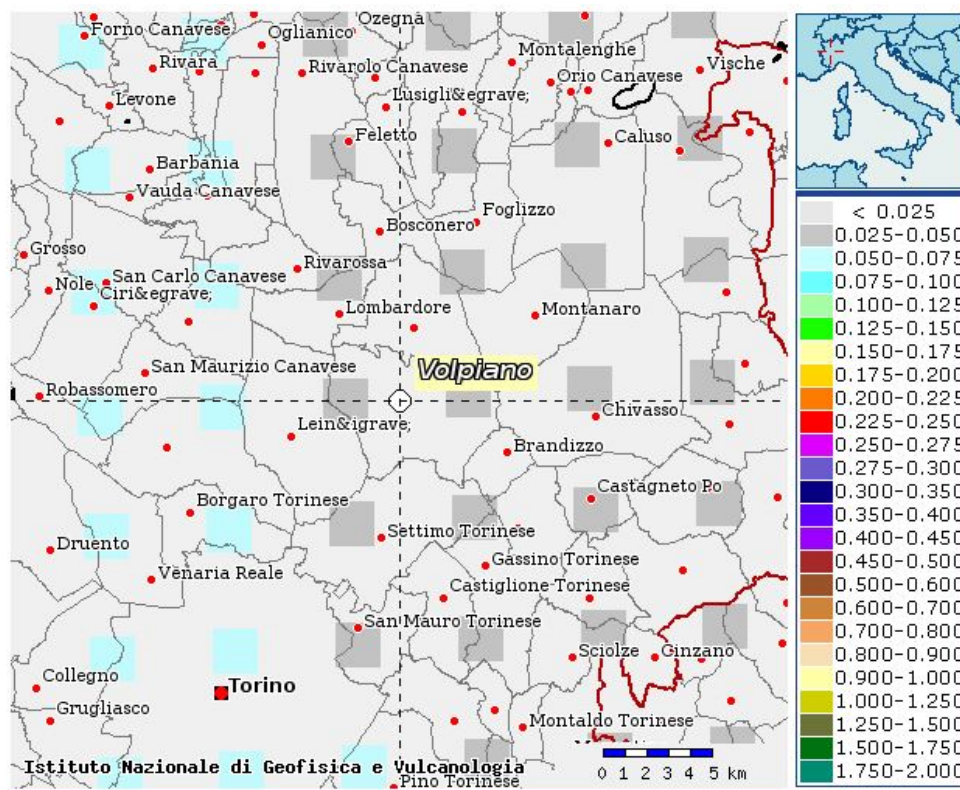 Ozegna
Forno Canavese
Oglianico
Montalenghe
Rivara
Rivarolo Canavese
Orio Canavese
Vische
Levone
Lusigli&egrave;
Feletto
Caluso
Barbania
Vauda Canavese
Foglizzo
Bosconero
Grosso
Rivarossa
San Carlo Canavese
Nole
Ciri&egrave;
Lombardore
Montanaro
San Maurizio Canavese
Volpiano
Robassomero
Chivasso
Lein&igrave;
Brandizzo
Castagneto Po
Borgaro Torinese
Settimo Torinese
Druento
Gassino Torinese
Venaria Reale
Castiglione Torinese
San Mauro Torinese
Sciolze
Cinzano
Collegno
Torino
Grugliasco
Montaldo Torinese
Istituto Nazionale di Geofisica e Vulcanologia
0 1 2 3 4 5 km
Pino Torinese
< 0.025
0.025-0.050
0.050-0.075
0.075-0.100
0.100-0.125
0.125-0.150
0.150-0.175
0.175-0.200
0.200-0.225
0.225-0.250
0.250-0.275
0.275-0.300
0.300-0.350
0.350-0.400
0.400-0.450
0.450-0.500
0.500-0.600
0.600-0.700
0.700-0.800
0.800-0.900
0.900-1.000
1.000-1.250
1.250-1.500
1.500-1.750
1.750-2.000